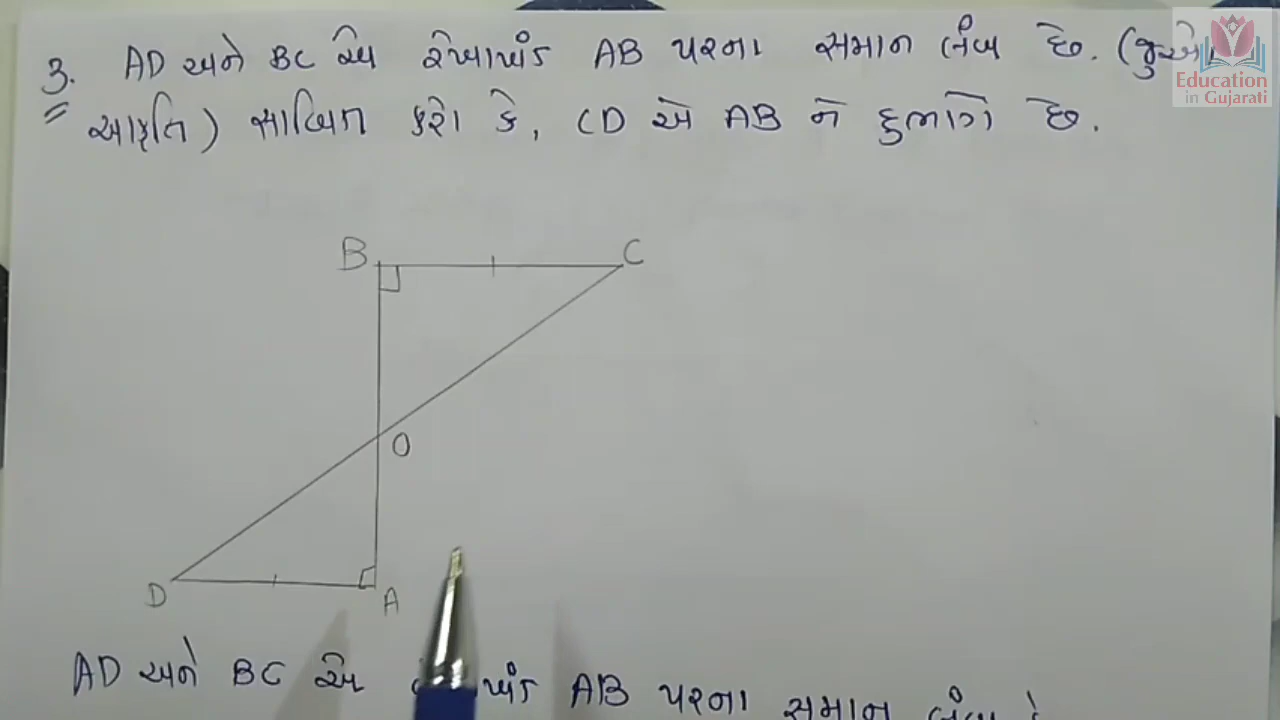 3. AD અને BC એ રેખાખંડ AB પરના સમાન લંબ છે. (જુઓ
આકૃતિ) સાબિત કરો કે, CD એ AB ને દુભાગે છે.
Education
in Gujarati
B
C
O
D
A
AD અને BC એ AB પરના સમાન લંબ